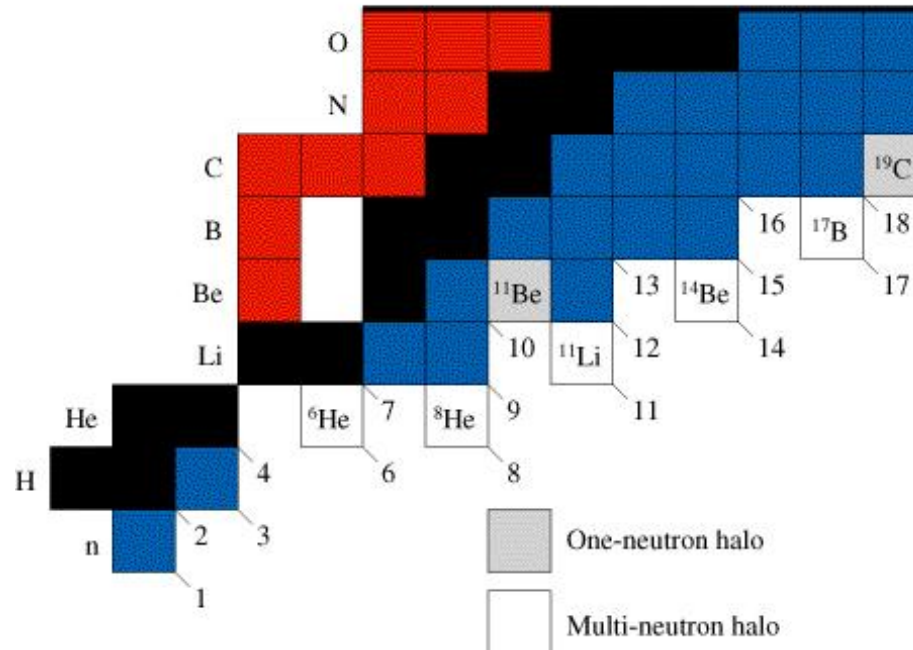 O
N
C
¹⁹C
B
16
¹⁷B
18
Be
¹¹Be
13
¹⁴Be
15
17
Li
10
¹¹Li
12
14
He
⁶He
7
⁸He
9
11
H
4
6
8
n
2
3
1
One-neutron halo
Multi-neutron halo